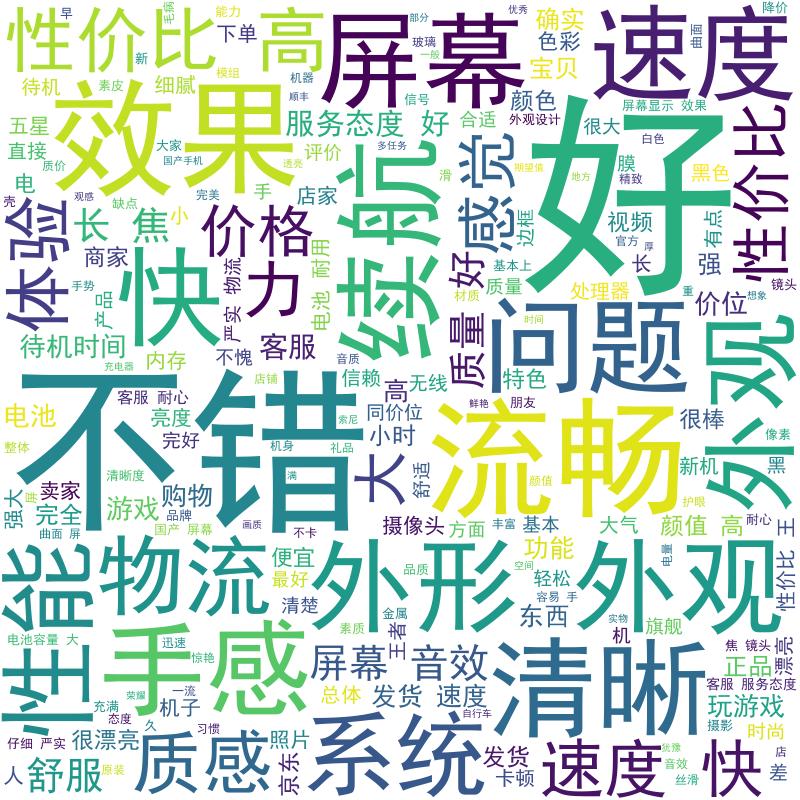 性价比 高
屏幕
速度
效果
好
性价比
下单
能力
早
毛病
部分
优秀
一般
玻璃
确实
色彩
宝贝
曲面
降价
待机
素皮
新
细腻
模组
机器
顺丰
信号
颜色
外观设计
很大
屏幕显示 效果
五星
直接
质价
大家
国产手机
透亮
服务态度 好
评价
多任务
合适
滑
期望值
地方
白色
膜
精致
黑色
电
壳
观感
缺点
完美
手
店家
续航
感觉
边框
视频
官方
厚
有点
体验
长 焦
小
价格
耐用
好
基本上
长
强
商家
手势
快
力
物流
严实
电池
材质
质量
处理器
重
想象
镜头
产品
待机时间
内存
不愧
客服
音质
质量
问题
时间
价位
外观
充电器
不错
店铺
信赖
高
无线
特色
客服 耐心
电池
亮度
完好
索尼
同价位
小时
鲜艳
朋友
流畅
很棒
像素
整体
清晰度
机身
礼品
大
舒适
新机
黑
强大
哪
卖家
完全
游戏
购物
品牌
满
颜值
护眼
曲面 屏
国产 屏幕
画质
不卡
摄像头
方面
丰富
基本
大气
颜值 高
耐心
王
性能
物流
便宜
最好
清楚
外形
品质
空间
功能
轻松
容易 手
外观
电量
性价比
电池容量 大
手感
迅速
惊艳
素质
金属
王者
东西
机
实物
旗舰
焦 镜头
漂亮
正品
屏幕 音效
清晰
客服 服务态度
荣耀
一流
充满
态度
久
机子
习惯
总体
发货 速度
自行车
玩游戏
摄影
时尚
仔细 严实
很漂亮
质感
照片
系统
发货
卡顿
速度 快
犹豫
音效
丝滑
店
差
人
舒服
原装
京东